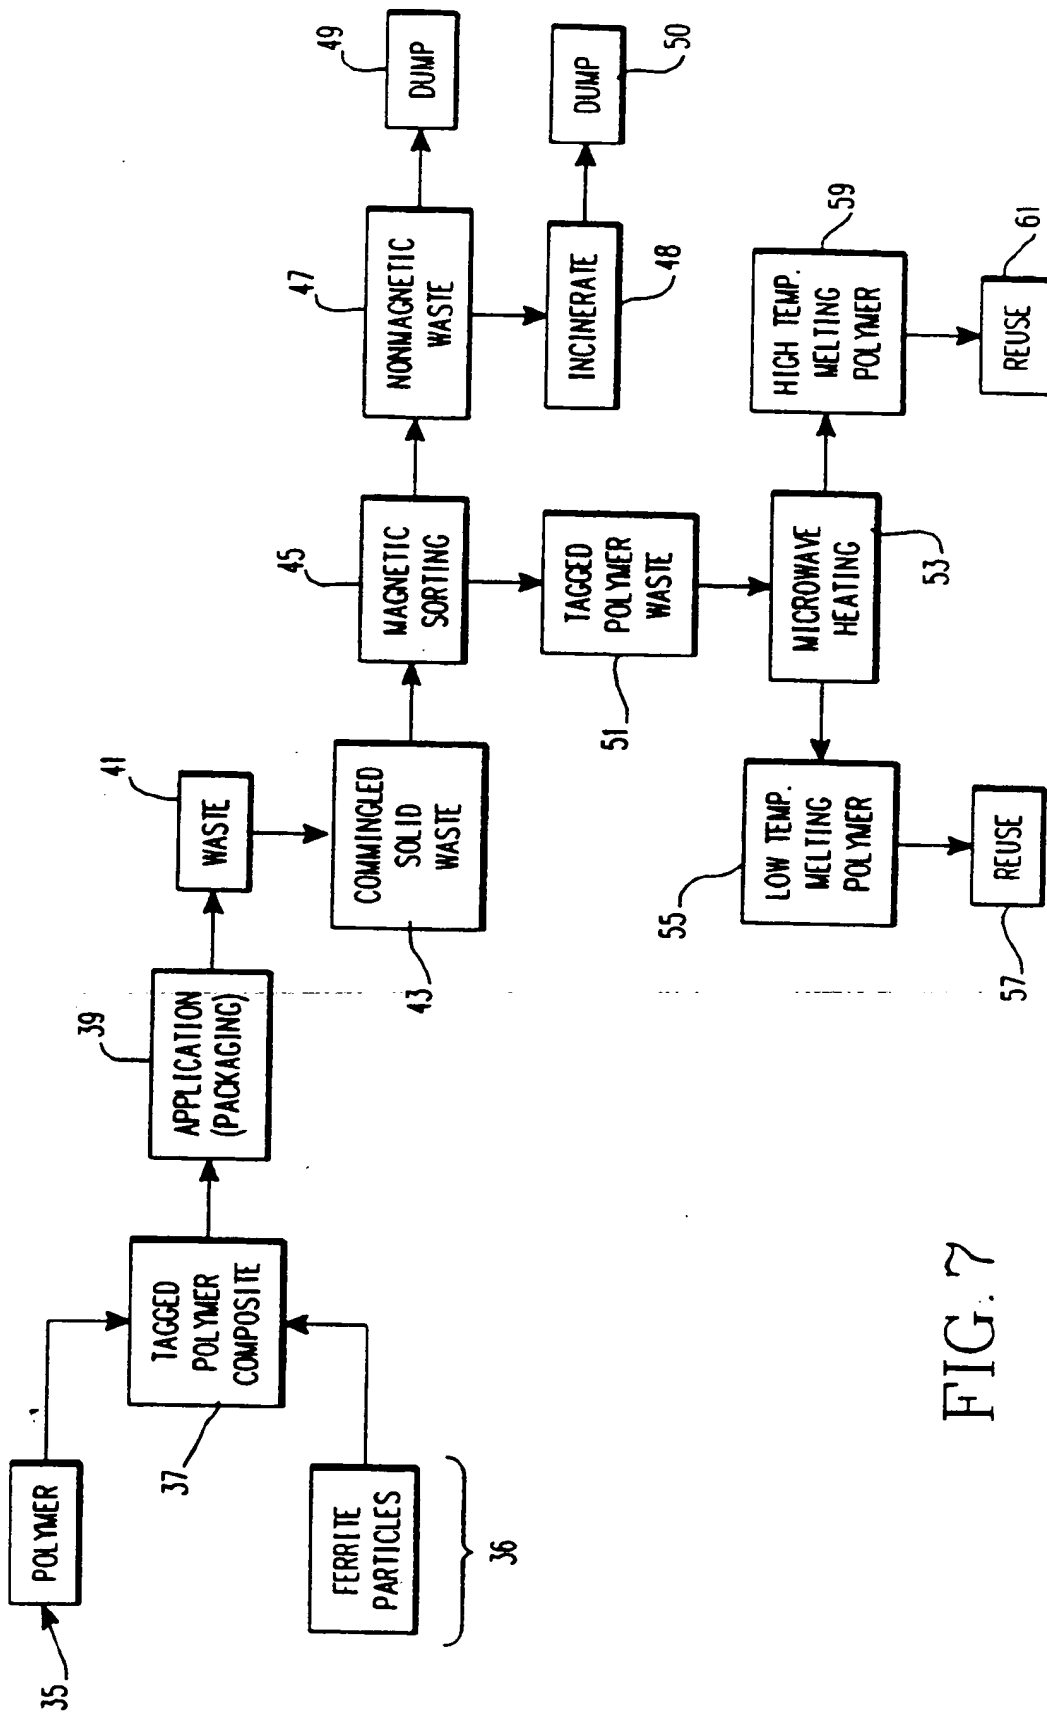 35
POLYMER
TAGGED
POLYMER
COMPOSITE
37
FERRITE
PARTICLES
36
39
APPLICATION
(PACKAGING)
41
WASTE
COMMINGLED
SOLID
WASTE
43
45
MAGNETIC
SORTING
47
NONMAGNETIC
WASTE
49
DUMP
INCINERATE
48
DUMP
50
TAGGED
POLYMER
WASTE
51
MICROWAVE
HEATING
53
55
LOW TEMP.
MELTING
POLYMER
REUSE
57
HIGH TEMP.
MELTING
POLYMER
59
REUSE
61
FIG. 7